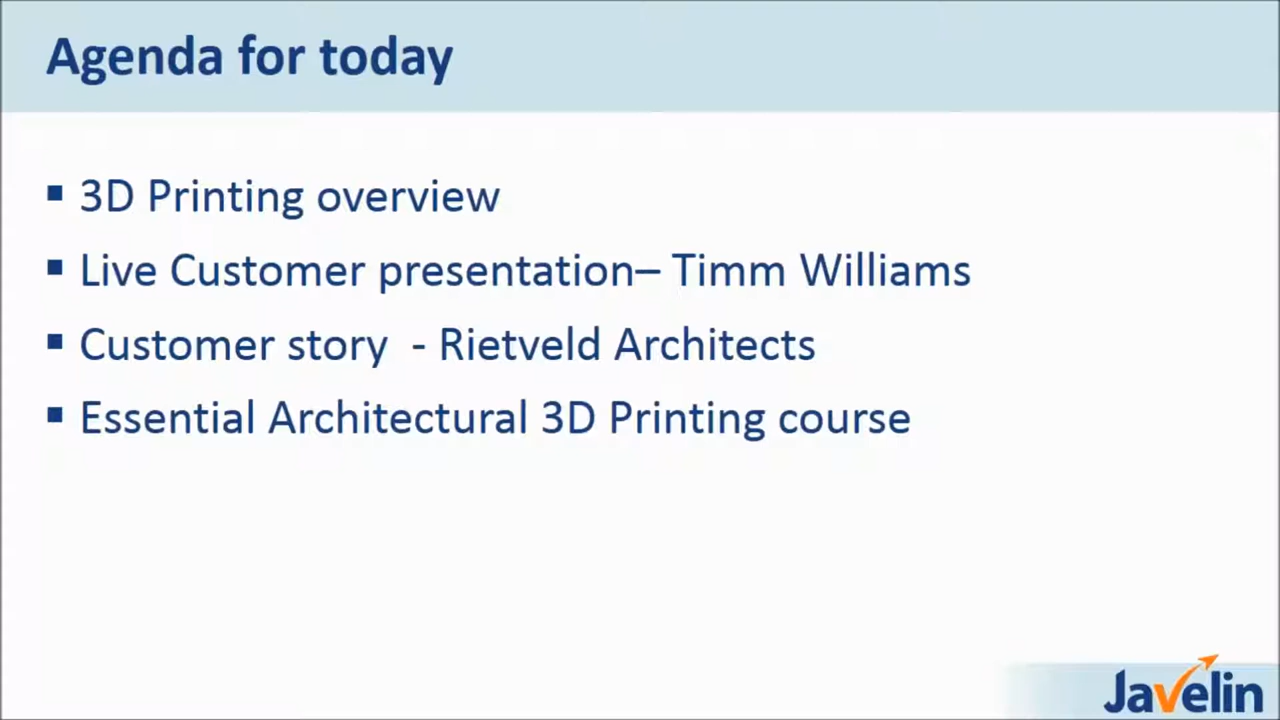 Agenda for today
▪ 3D Printing overview
▪ Live Customer presentation– Timm Williams
▪ Customer story  - Rietveld Architects
▪ Essential Architectural 3D Printing course
Javelin